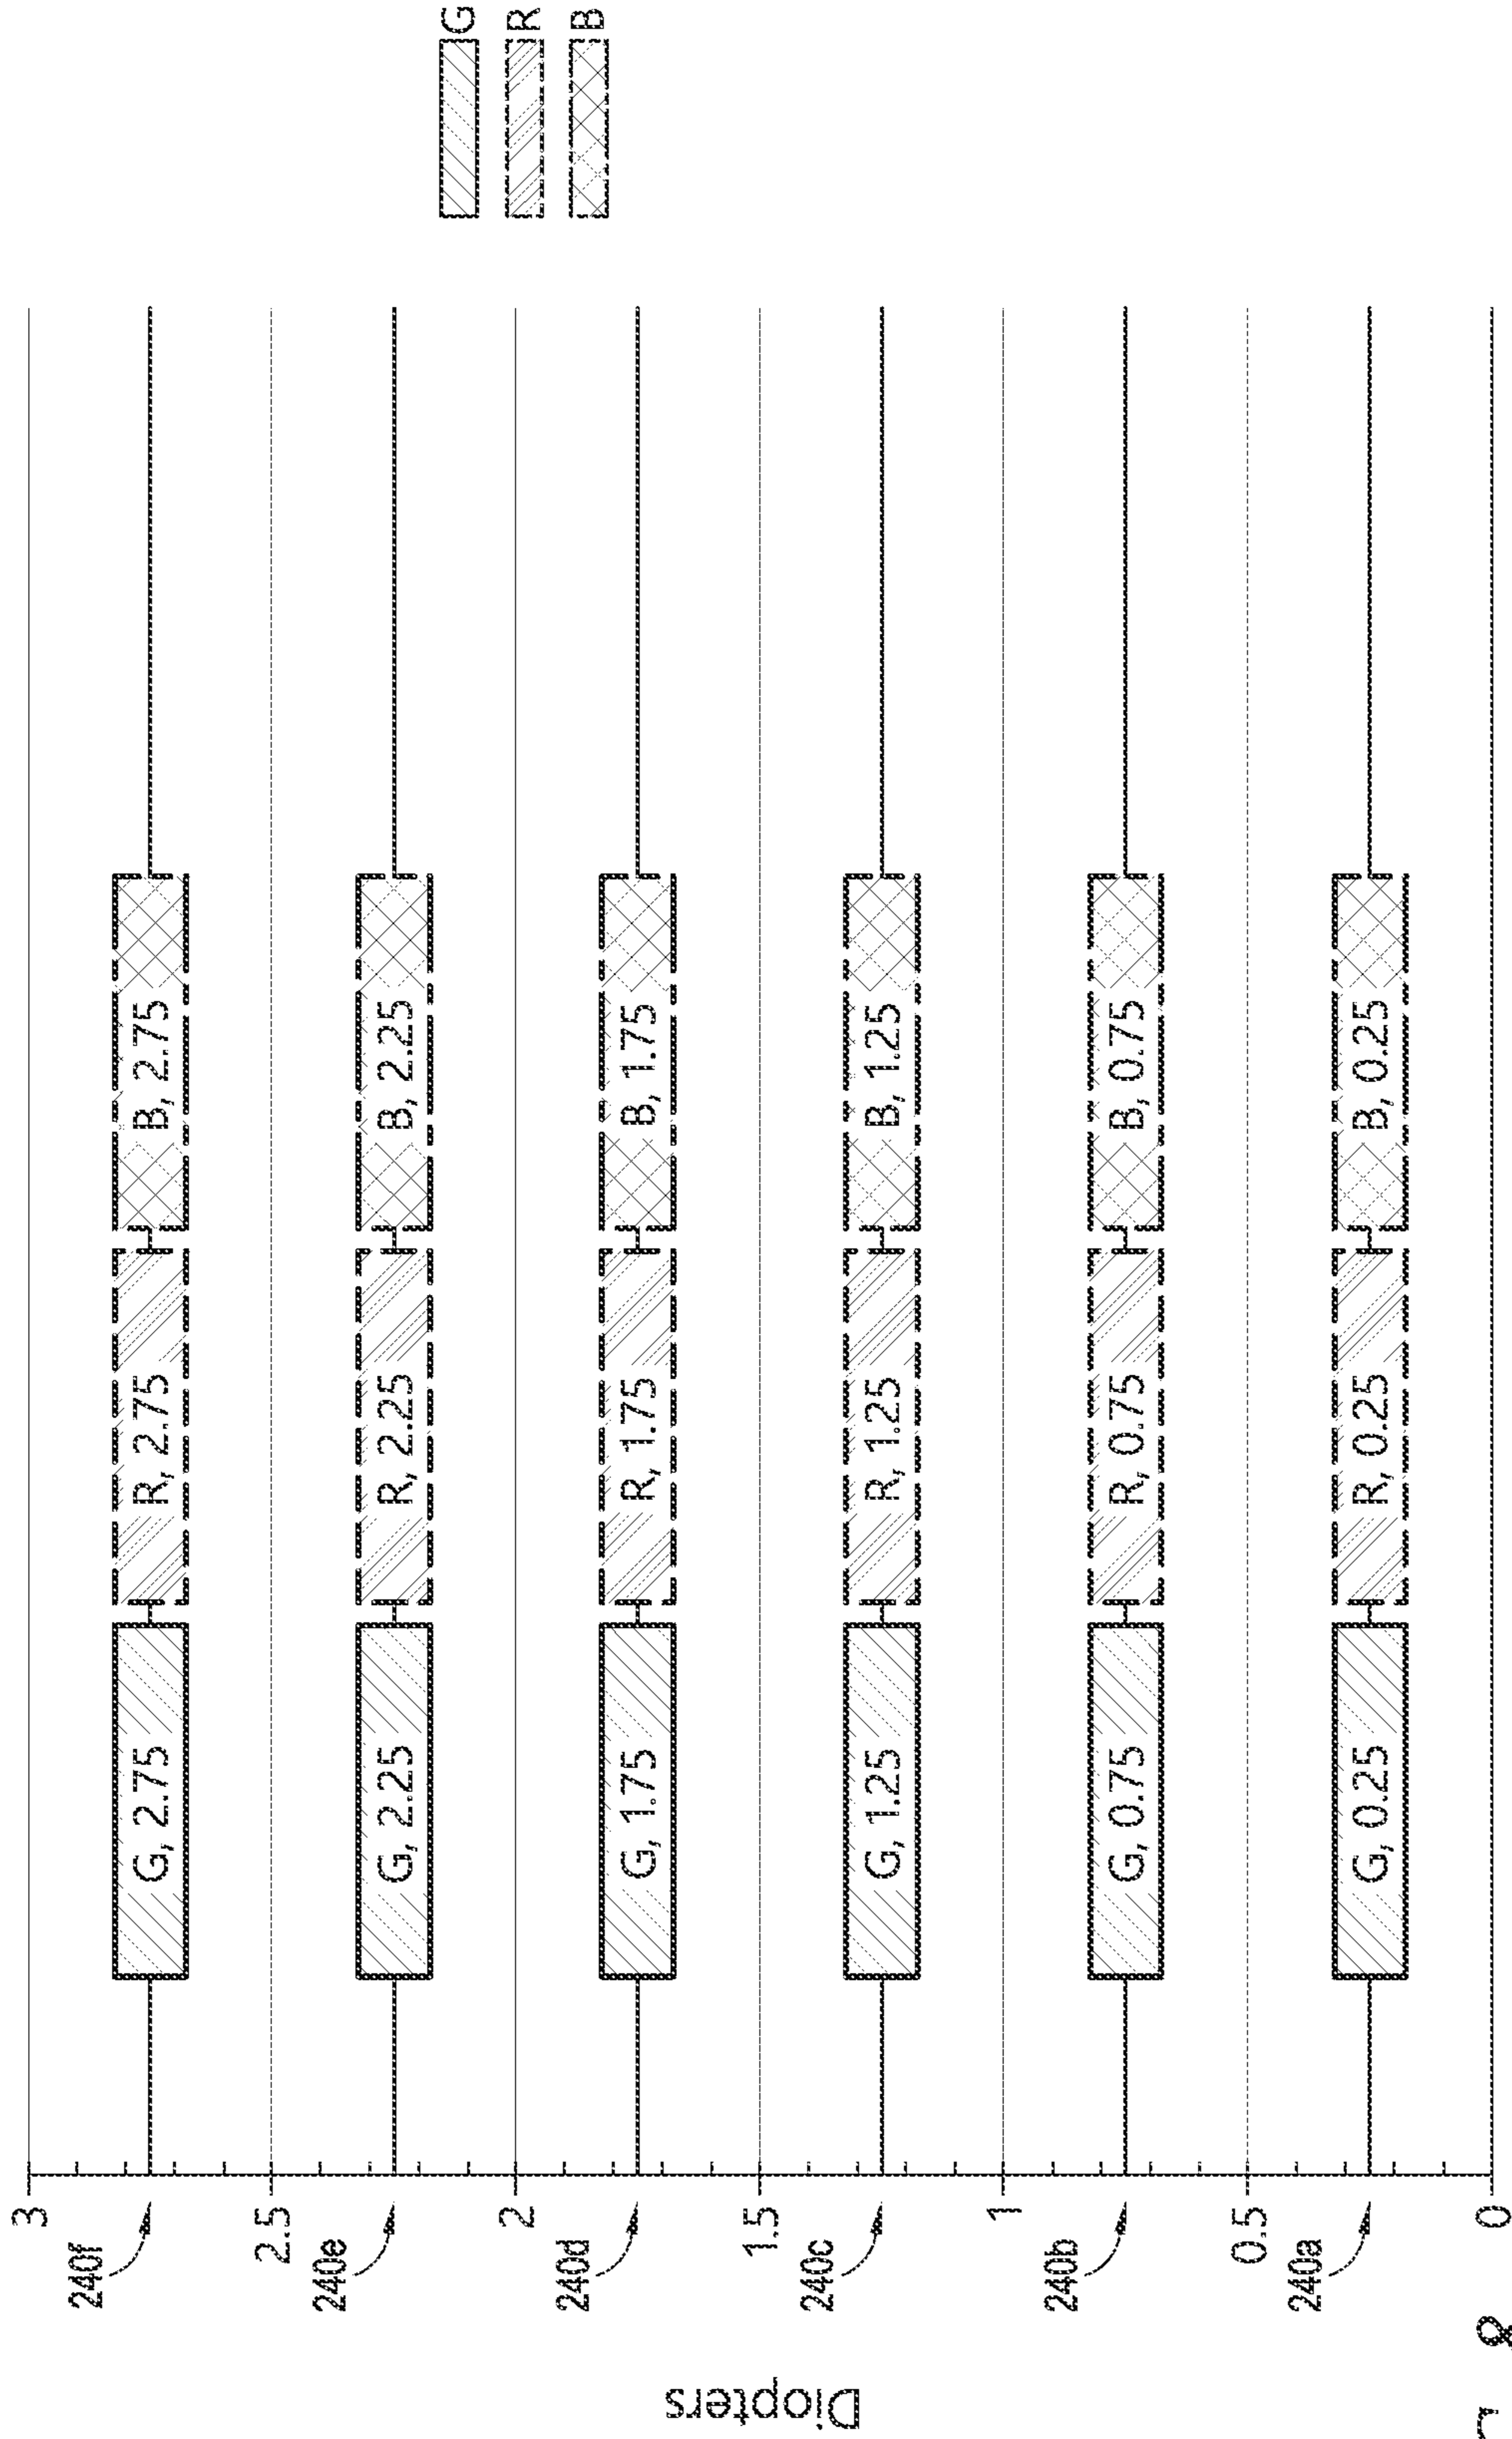 Diopters
3
240f
G, 2.75
R, 2.75
B, 2.75
2.5
240e
G, 2.25
R, 2.25
B, 2.25
2
240d
G, 1.75
R, 1.75
B, 1.75
1.5
240c
G, 1.25
R, 1.25
B, 1.25
1
240b
G, 0.75
R, 0.75
B, 0.75
0.5
240a
G, 0.25
R, 0.25
B, 0.25
0
G
R
B